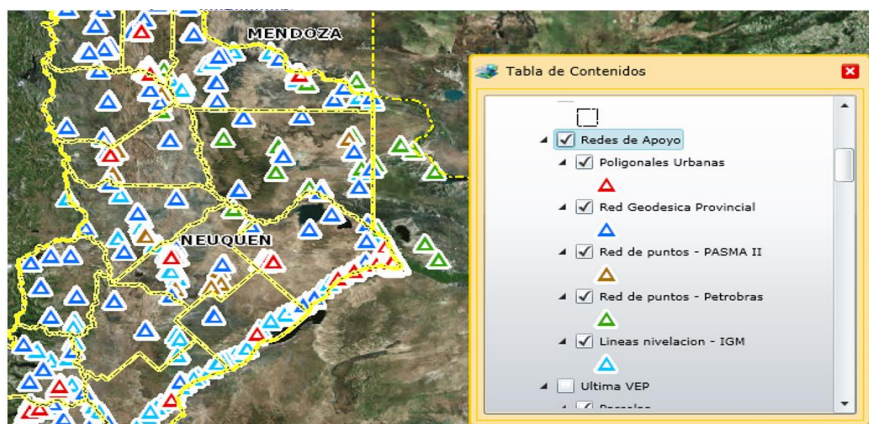 MENDOZA
NEUQUEN
Tabla de Contenidos
Redes de Apoyo
Poligonales Urbanas
Red Geodesica Provincial
Red de puntos - PASMA II
Red de puntos - Petrobras
Lineas nivelacion - IGM
Ultima VEP
Parcelas